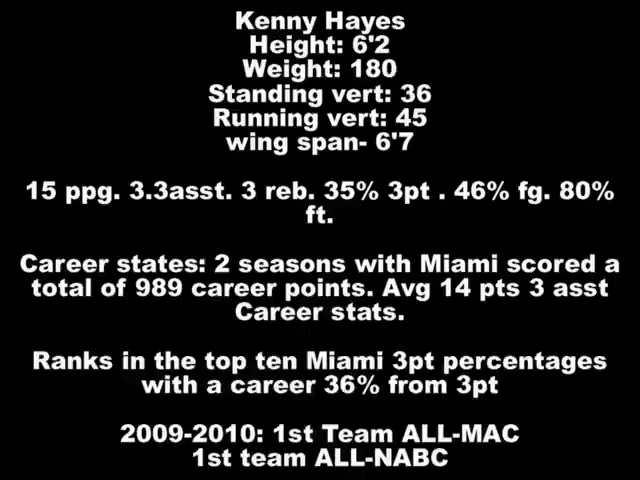 Kenny Hayes
Height: 6'2
Weight: 180
Standing vert: 36
Running vert: 45
wing span- 6'7
15 ppg. 3.3asst. 3 reb. 35% 3pt . 46% fg. 80%
ft.
Career states: 2 seasons with Miami scored a
total of 989 career points. Avg 14 pts 3 asst
Career stats.
Ranks in the top ten Miami 3pt percentages
with a career 36% from 3pt
2009-2010: 1st Team ALL-MAC
1st team ALL-NABC